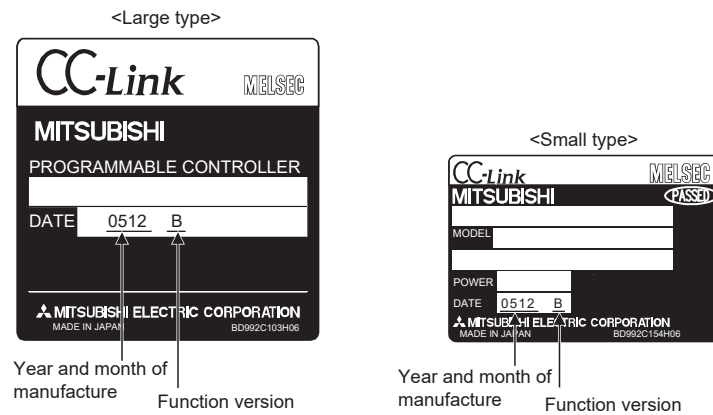 <Large type>
CC-Link MELSEC
MITSUBISHI
PROGRAMMABLE CONTROLLER
DATE 0512 B
MITSUBISHI ELECTRIC CORPORATION
MADE IN JAPAN BD992C103H06
Year and month of
manufacture
Function version
<Small type>
CC-Link MELSEC
MITSUBISHI PASSED
MODEL
POWER
DATE 0512 B
MITSUBISHI ELECTRIC CORPORATION
MADE IN JAPAN BD992C154H06
Year and month of
manufacture
Function version